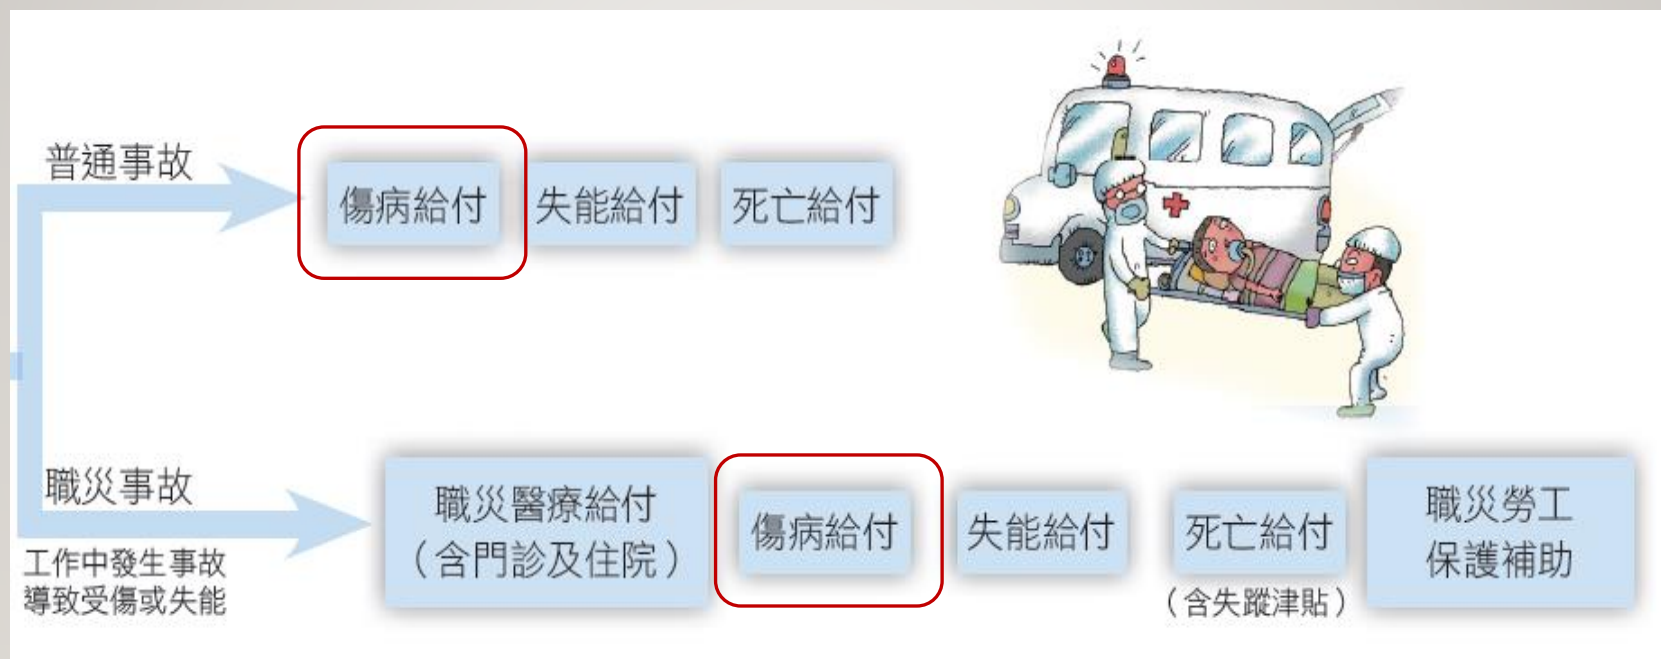 普通事故
傷病給付
失能給付
死亡給付
職災事故
工作中發生事故
導致受傷或失能
職災醫療給付
（含門診及住院）
傷病給付
失能給付
死亡給付
（含失蹤津貼）
職災勞工
保護補助